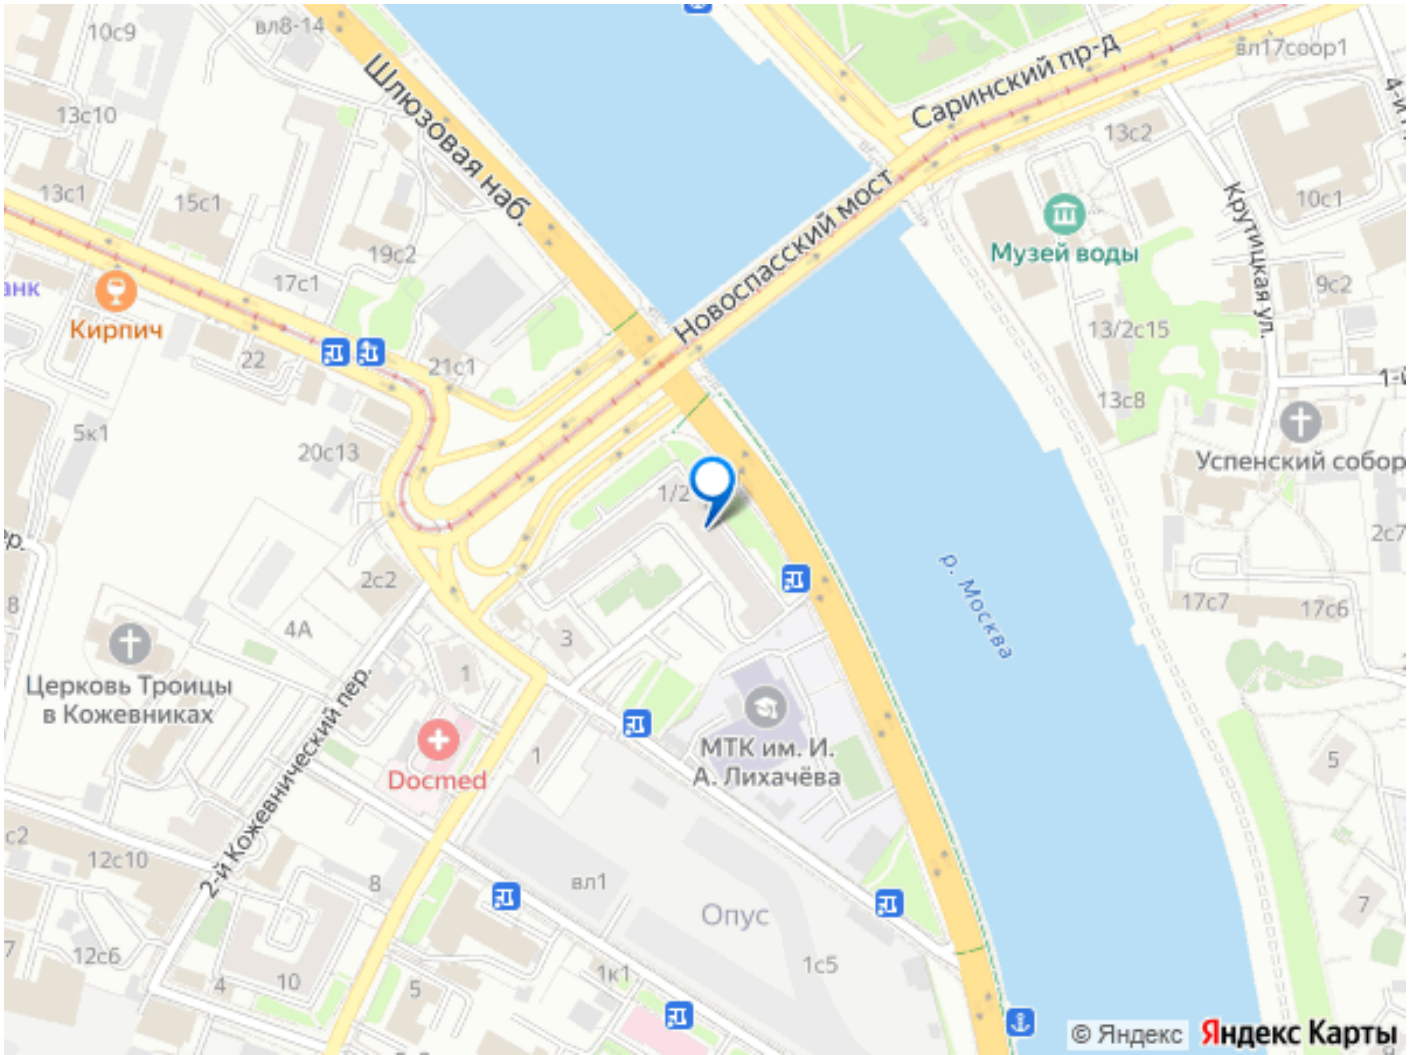 10с9
вл8-14
Шлюзовая наб.
Саринский пр-д
вл17соор1
13с10
13с2
10с1
13с1
15с1
Новоспасский мост
Крутицкая ул.
Музей воды
19с2
17с1
9с2
анк
Кирпич
13/2с15
22
21с1
13с8
5к1
20с13
1/2
Успенский собор
2с7
р. Москва
2с2
8
4А
3
17с7
17с6
Церковь Троицы
в Кожевниках
1
2-й Кожевнический пер.
Docmed
1
МТК им. И.
А. Лихачёва
5
с2
12с10
8
вл1
Опус
7
7
12с6
4
10
5
1к1
1с5
© Яндекс
Яндекс Карты